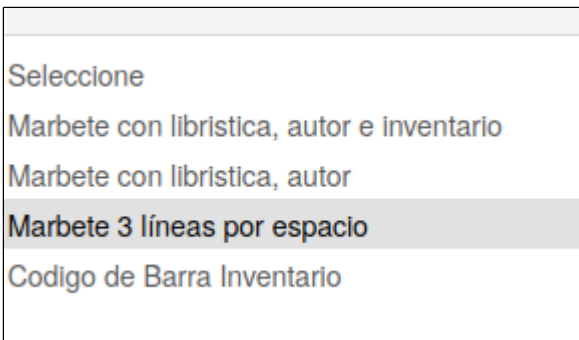 Seleccione
Marbete con libristica, autor e inventario
Marbete con libristica, autor
Marbete 3 líneas por espacio
Codigo de Barra Inventario